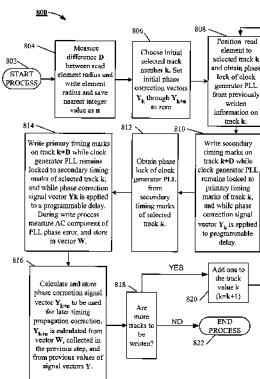 800
802
START
PROCESS
804
Measure
difference D
between read
element radius and
write element
radius and save
nearest integer
value as n
806
Choose initial
selected track
number k. Set
initial phase
correction vectors
Yk through Yk+n
to zero
808
Position read
element to
selected track k
and obtain phase
lock of clock
generator PLL
from previously
written
information on
track k.
810
Write secondary
timing marks
on track k+D while
clock generator PLL
remains locked to
primary timing
marks of track k,
and while phase
correction signal
vector Yk is applied
to programmable
delay.
812
Obtain phase
lock of clock
generator PLL
from
secondary
timing marks
of selected
track k.
814
Write primary timing marks
on track k+D while clock
generator PLL remains
locked to secondary timing
marks of selected track k,
and while phase correction
signal vector Yk is applied
to a programmable delay.
During write process
measure AC component of
PLL phase error, and store
in vector W.
816
Calculate and store
phase correction signal
vector Yk+n to be used
for later timing
propagation correction.
Yk+n is calculated from
vector W, collected in
the previous step, and
from previous values of
signal vectors Y.
818
Are
more
tracks to
be
written?
YES
NO
820
Add one to
the track
value k
(k=k+1)
END
PROCESS
822